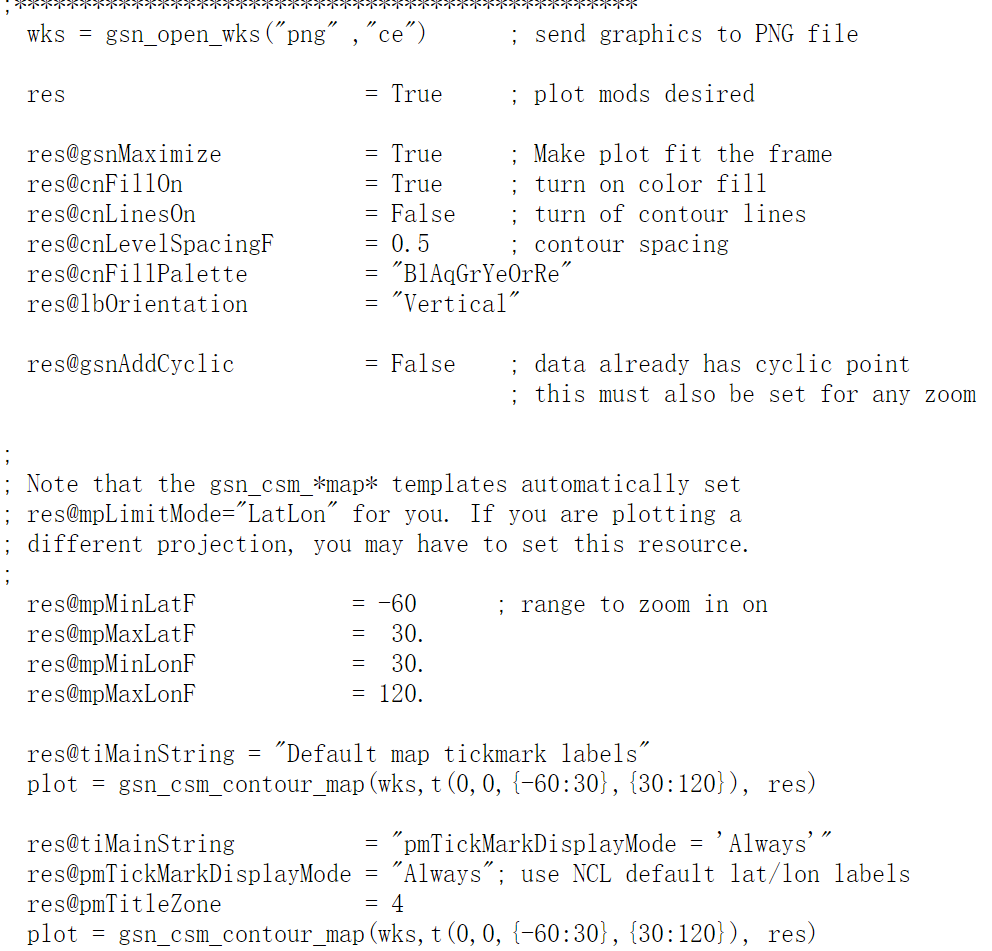 ;************************************************
  wks = gsn_open_wks("png" ,"ce")      ; send graphics to PNG file

  res                       = True     ; plot mods desired

  res@gsnMaximize           = True     ; Make plot fit the frame
  res@cnFillOn              = True     ; turn on color fill
  res@cnLinesOn             = False    ; turn of contour lines
  res@cnLevelSpacingF       = 0.5      ; contour spacing
  res@cnFillPalette         = "BlAqGrYeOrRe"
  res@lbOrientation         = "Vertical"

  res@gsnAddCyclic          = False    ; data already has cyclic point
                                       ; this must also be set for any zoom

;
; Note that the gsn_csm_*map* templates automatically set
; res@mpLimitMode="LatLon" for you. If you are plotting a
; different projection, you may have to set this resource.
;
  res@mpMinLatF            = -60      ; range to zoom in on
  res@mpMaxLatF            =  30.
  res@mpMinLonF            =  30.
  res@mpMaxLonF            = 120.

  res@tiMainString = "Default map tickmark labels"
  plot = gsn_csm_contour_map(wks,t(0,0,{-60:30},{30:120}), res)

  res@tiMainString          = "pmTickMarkDisplayMode = 'Always'"
  res@pmTickMarkDisplayMode = "Always"; use NCL default lat/lon labels
  res@pmTitleZone           = 4
  plot = gsn_csm_contour_map(wks,t(0,0,{-60:30},{30:120}), res)